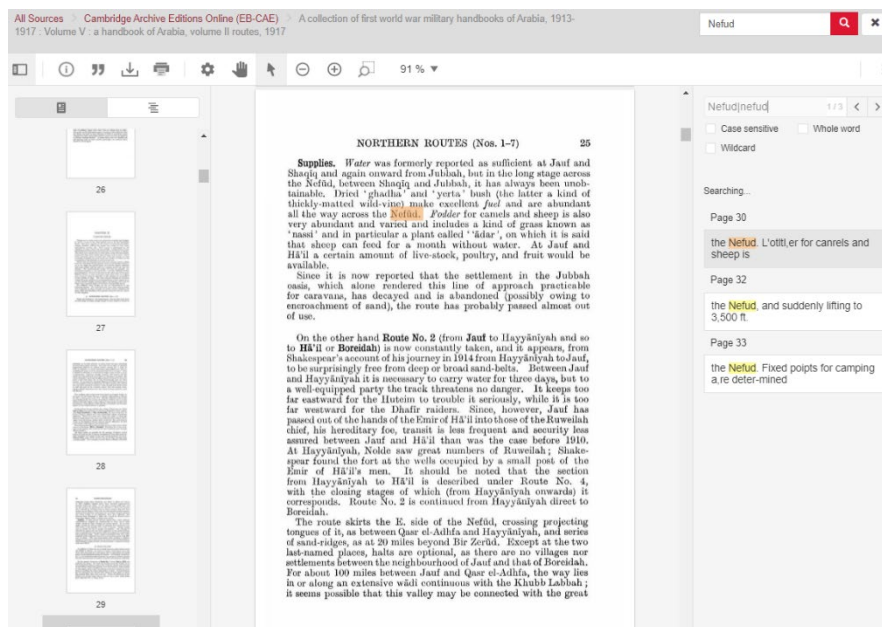 All Sources > Cambridge Archive Editions Online (EB-CAE) > A collection of first world war military handbooks of Arabia, 1913-
1917 : Volume V : a handbook of Arabia, volume II routes, 1917
Nefud
91 %
26
27
28
29
NORTHERN ROUTES (Nos. 1–7) 25
Supplies. Water was formerly reported as sufficient at Jauf and
Shaqīq and again onward from Jubbah, but in the long stage across
the Nefūd, between Shaqīq and Jubbah, it has always been unob-
tainable. Dried 'ghadha' and 'yerta' bush (the latter a kind of
thickly-matted wild-vine) make excellent fuel and are abundant
all the way across the Nefūd. Fodder for camels and sheep is also
very abundant and varied and includes a kind of grass known as
'nassi' and in particular a plant called ''ādar', on which it is said
that sheep can feed for a month without water. At Jauf and
Hā'il a certain amount of live-stock, poultry, and fruit would be
available.
Since it is now reported that the settlement in the Jubbah
oasis, which alone rendered this line of approach practicable
for caravans, has decayed and is abandoned (possibly owing to
encroachment of sand), the route has probably passed almost out
of use.
On the other hand Route No. 2 (from Jauf to Hayyānīyah and so
to Hā'il or Boreidah) is now constantly taken, and it appears, from
Shakespear's account of his journey in 1914 from Hayyānīyah to Jauf,
to be surprisingly free from deep or broad sand-belts. Between Jauf
and Hayyānīyah it is necessary to carry water for three days, but to
a well-equipped party the track threatens no danger. It keeps too
far eastward for the Huteim to trouble it seriously, while it is too
far westward for the Dhafīr raiders. Since, however, Jauf has
passed out of the hands of the Emir of Hā'il into those of the Ruweilah
chief, his hereditary foe, transit is less frequent and security less
assured between Jauf and Hā'il than was the case before 1910.
At Hayyānīyah, Nolde saw great numbers of Ruweilah; Shake-
spear found the fort at the wells occupied by a small post of the
Emir of Hā'il's men. It should be noted that the section
from Hayyānīyah to Hā'il is described under Route No. 4,
with the closing stages of which (from Hayyānīyah onwards) it
corresponds. Route No. 2 is continued from Hayyānīyah direct to
Boreidah.
The route skirts the E. side of the Nefūd, crossing projecting
tongues of it, as between Qasr el-Adhfa and Hayyānīyah, and series
of sand-ridges, as at 20 miles beyond Bir Zerūd. Except at the two
last-named places, halts are optional, as there are no villages nor
settlements between the neighbourhood of Jauf and that of Boreidah.
For about 100 miles between Jauf and Qasr el-Adhfa, the way lies
in or along an extensive wādi continuous with the Khubb Labbah;
it seems possible that this valley may be connected with the great
Nefud|nefud 1 / 3
Case sensitive Whole word
Wildcard
Searching...
Page 30
the Nefud. L'otitl,er for canrels and
sheep is
Page 32
the Nefud, and suddenly lifting to
3,500 ft.
Page 33
the Nefud. Fixed poipts for camping
a,re deter-mined